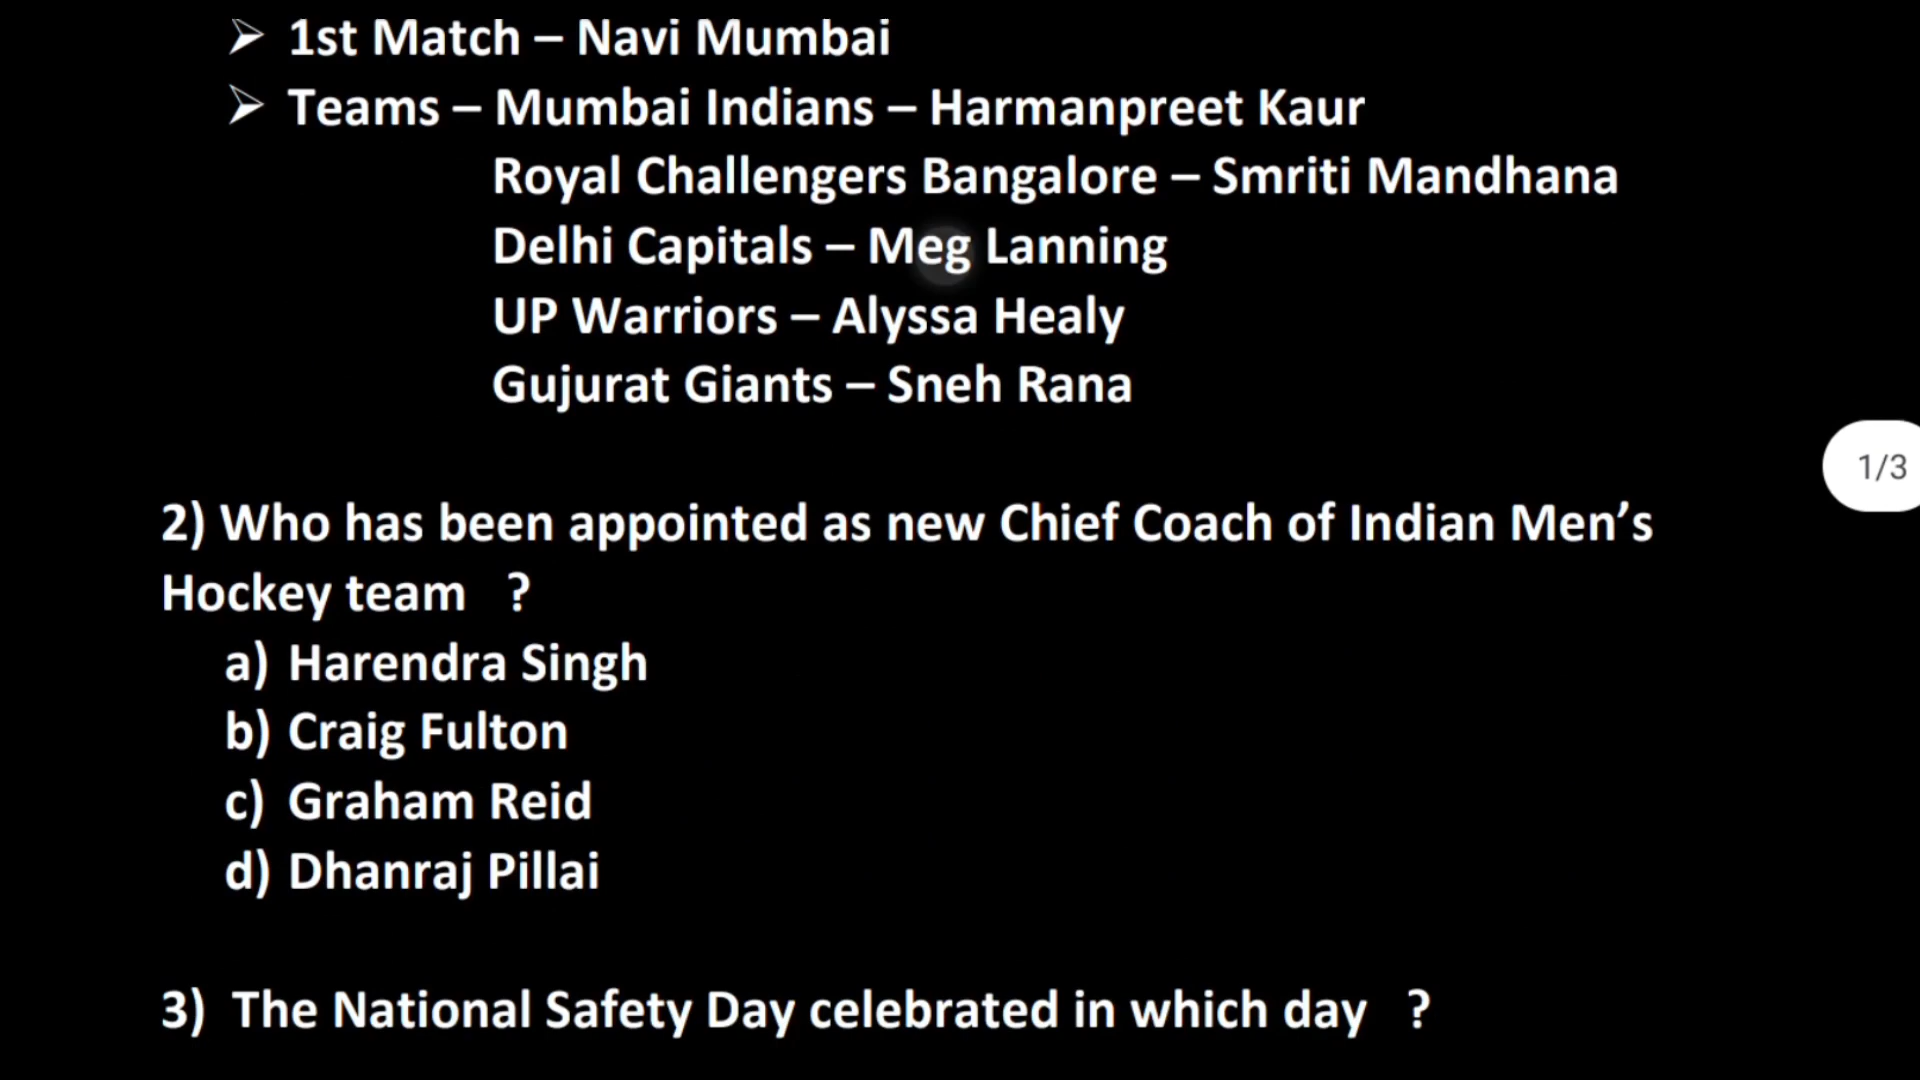 ➢ 1st Match – Navi Mumbai
➢ Teams – Mumbai Indians – Harmanpreet Kaur
Royal Challengers Bangalore – Smriti Mandhana
Delhi Capitals – Meg Lanning
UP Warriors – Alyssa Healy
Gujurat Giants – Sneh Rana
1/3
2) Who has been appointed as new Chief Coach of Indian Men’s
Hockey team ?
a) Harendra Singh
b) Craig Fulton
c) Graham Reid
d) Dhanraj Pillai
3) The National Safety Day celebrated in which day ?